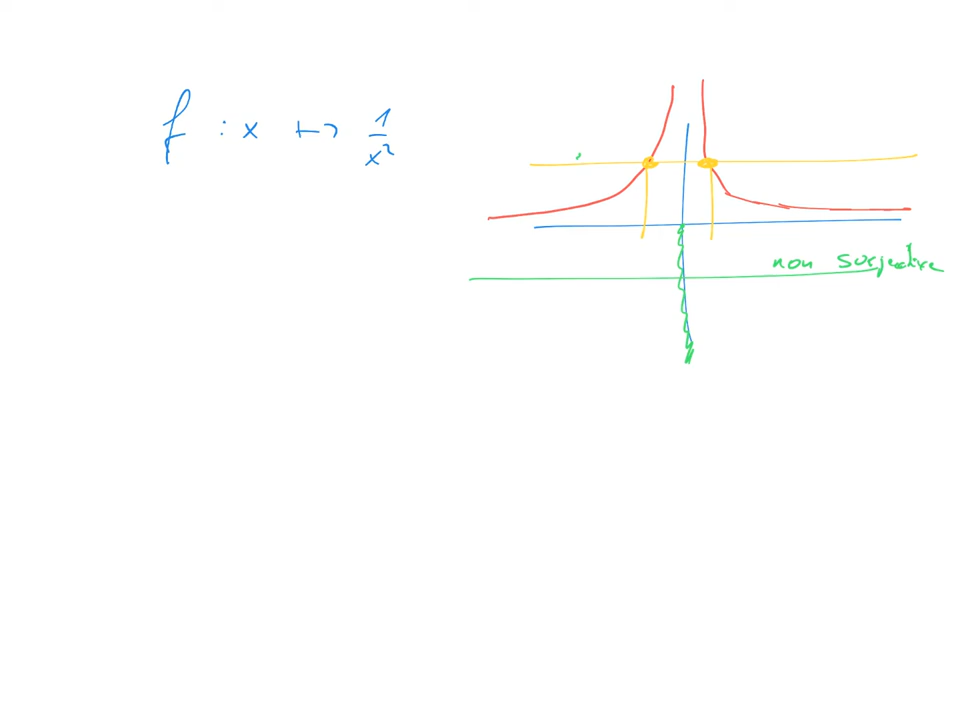 f : x ↦ 1/x²
non surjective